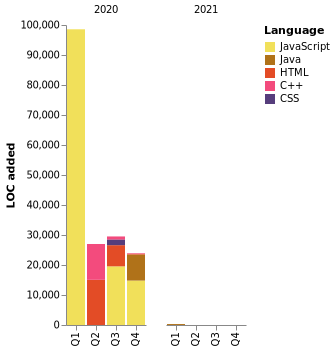 2020
2021
LOC added
100,000
90,000
80,000
70,000
60,000
50,000
40,000
30,000
20,000
10,000
0
Q1
Q2
Q3
Q4
Q1
Q2
Q3
Q4
Language
JavaScript
Java
HTML
C++
CSS